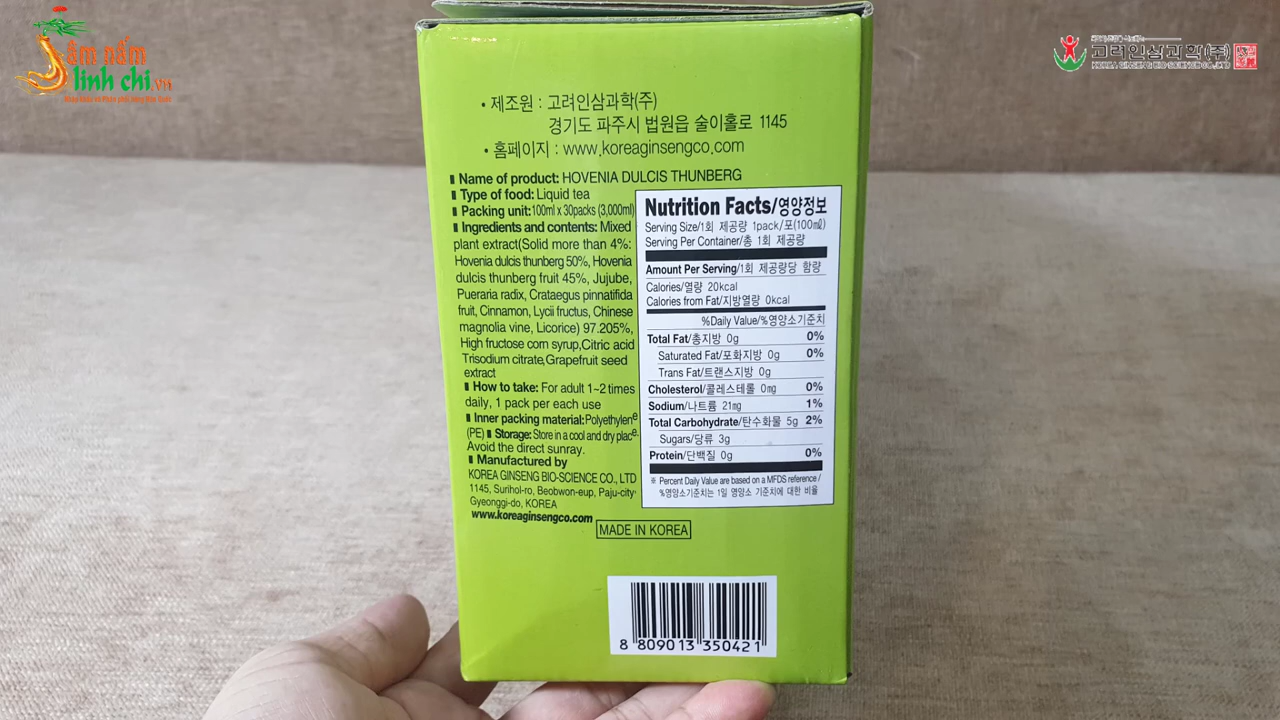 âm nấm
linh chi.vn
고려인삼과학(주)
KOREA GINSENG BIO-SCIENCE CO.,LTD
• 제조원 : 고려인삼과학(주)
경기도 파주시 법원읍 술이홀로 1145
• 홈페이지 : www.koreaginsengco.com
Name of product: HOVENIA DULCIS THUNBERG
Type of food: Liquid tea
Packing unit: 100ml x 30packs (3,000ml)
Ingredients and contents: Mixed
plant extract(Solid more than 4%:
Hovenia dulcis thunberg 50%, Hovenia
dulcis thunberg fruit 45%, Jujube,
Pueraria radix, Crataegus pinnatifida
fruit, Cinnamon, Lycii fructus, Chinese
magnolia vine, Licorice) 97.205%,
High fructose corn syrup,Citric acid
Trisodium citrate,Grapefruit seed
extract
How to take: For adult 1~2 times
daily, 1 pack per each use
Inner packing material: Polyethylene
(PE) Storage: Store in a cool and dry place.
Avoid the direct sunray.
Manufactured by
KOREA GINSENG BIO-SCIENCE CO., LTD
1145, Surihol-ro, Beobwon-eup, Paju-city,
Gyeonggi-do, KOREA
www.koreaginsengco.com
MADE IN KOREA
Nutrition Facts/영양정보
Serving Size/1회 제공량 1pack/포(100㎖)
Serving Per Container/총 1회 제공량
Amount Per Serving/1회 제공량당 함량
Calories/열량 20kcal
Calories from Fat/지방열량 0kcal
%Daily Value/%영양소기준치
Total Fat/총지방 0g 0%
Saturated Fat/포화지방 0g 0%
Trans Fat/트랜스지방 0g
Cholesterol/콜레스테롤 0mg 0%
Sodium/나트륨 21mg 1%
Total Carbohydrate/탄수화물 5g 2%
Sugars/당류 3g
Protein/단백질 0g 0%
※ Percent Daily Value are based on a MFDS reference /
%영양소기준치는 1일 영양소 기준치에 대한 비율
8 809013 350421